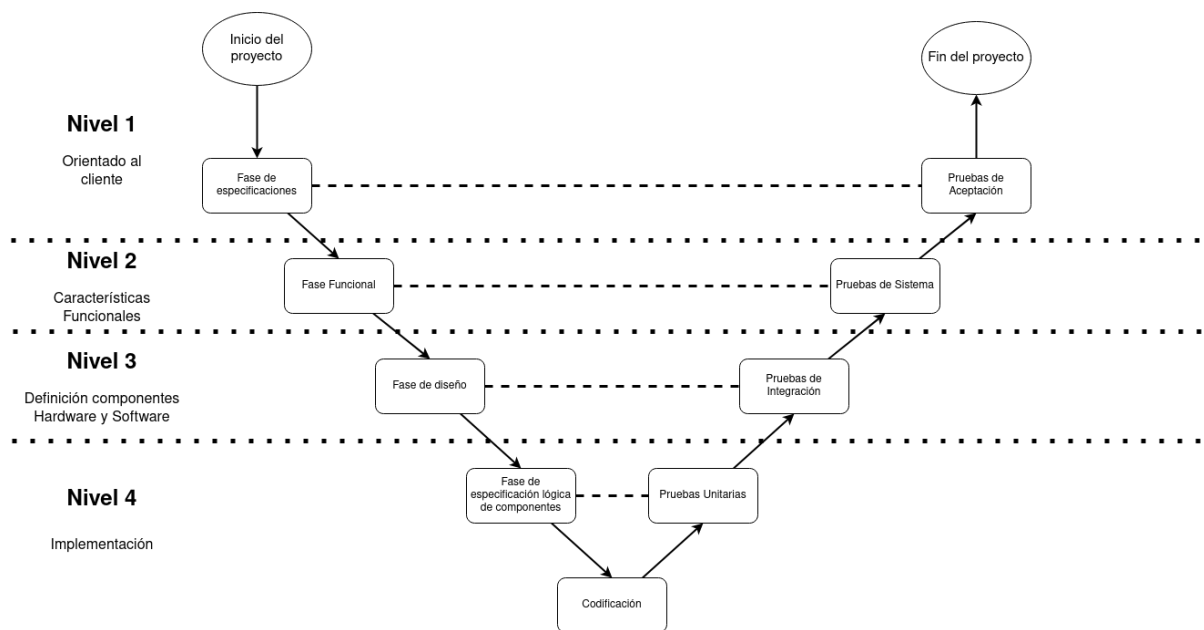 Inicio del
proyecto
Fin del proyecto
Nivel 1
Orientado al
cliente
Fase de
especificaciones
Pruebas de
Aceptación
Nivel 2
Característifas
Funcionales
Fase Funcional
Pruebas de Sistema
Nivel 3
Definición componentes
Hardware y Software
Fase de diseño
Pruebas de
Integración
Nivel 4
Implementación
Fase de
especificación lógica
de componentes
Pruebas Unitarias
Codificación